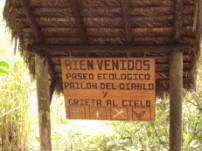 BIEN VENIDOS
PASEO ECOLOGICO
PAILON DEL DIABLO
Y
GRIETA AL CIELO